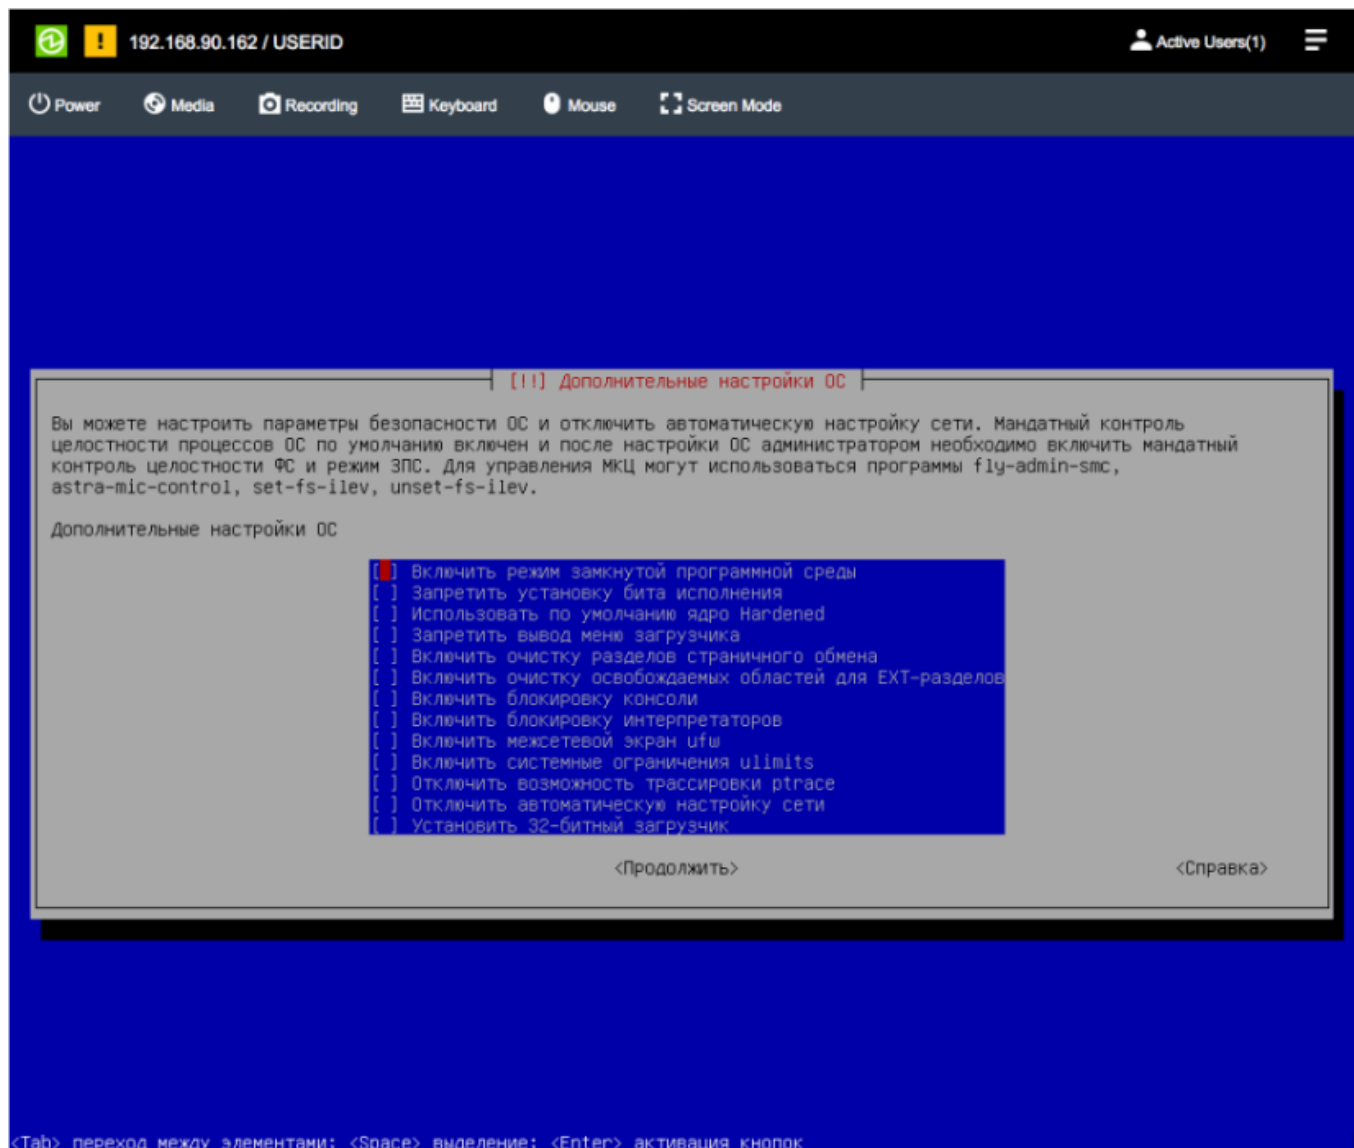 ! 192.168.90.162 / USERID Active Users(1)
Power Media Recording Keyboard Mouse Screen Mode
[!!] Дополнительные настройки ОС
Вы можете настроить параметры безопасности ОС и отключить автоматическую настройку сети. Мандатный контроль
целостности процессов ОС по умолчанию включен и после настройки ОС администратором необходимо включить мандатный
контроль целостности ФС и режим ЗПС. Для управления МКЦ могут использоваться программы fly-admin-smc,
astra-mic-control, set-fs-ilev, unset-fs-ilev.
Дополнительные настройки ОС
[ ] Включить режим замкнутой программной среды
[ ] Запретить установку бита исполнения
[ ] Использовать по умолчанию ядро Hardened
[ ] Запретить вывод меню загрузчика
[ ] Включить очистку разделов страничного обмена
[ ] Включить очистку освобождаемых областей для EXT-разделов
[ ] Включить блокировку консоли
[ ] Включить блокировку интерпретаторов
[ ] Включить межсетевой экран ufw
[ ] Включить системные ограничения ulimits
[ ] Отключить возможность трассировки ptrace
[ ] Отключить автоматическую настройку сети
[ ] Установить 32-битный загрузчик
<Продолжить> <Справка>
<Tab> переход между элементами; <Space> выделение; <Enter> активация кнопок